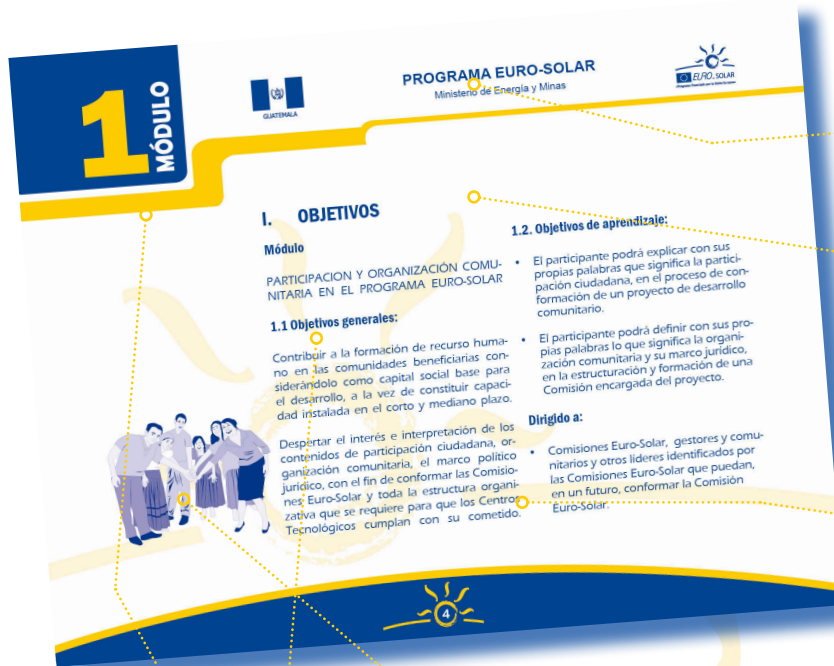 1
MÓDULO
GUATEMALA
PROGRAMA EURO-SOLAR
Ministerio de Energía y Minas
EURO-SOLAR
I. OBJETIVOS
Módulo
PARTICIPACION Y ORGANIZACIÓN COMU-
NITARIA EN EL PROGRAMA EURO-SOLAR
1.1 Objetivos generales:
Contribuir a la formación de recurso huma-
no en las comunidades beneficiarias con-
siderándolo como capital social base para
el desarrollo, a la vez de constituir capaci-
dad instalada en el corto y mediano plazo.
Despertar el interés e interpretación de los
contenidos de participación ciudadana, or-
ganización comunitaria, el marco político
jurídico, con el fin de conformar las Comisio-
nes Euro-Solar y toda la estructura organi-
zativa que se requiere para que los Centros
Tecnológicos cumplan con su cometido.
1.2. Objetivos de aprendizaje:
• El participante podrá explicar con sus
propias palabras que significa la partici-
pación ciudadana, en el proceso de con-
formación de un proyecto de desarrollo
comunitario.
• El participante podrá definir con sus pro-
pias palabras lo que significa la organi-
zación comunitaria y su marco jurídico,
en la estructuración y formación de una
Comisión encargada del proyecto.
Dirigido a:
• Comisiones Euro-Solar, gestores y comu-
nitarios y otros líderes identificados por
las Comisiones Euro-Solar que puedan,
en un futuro, conformar la Comisión
Euro-Solar.
4